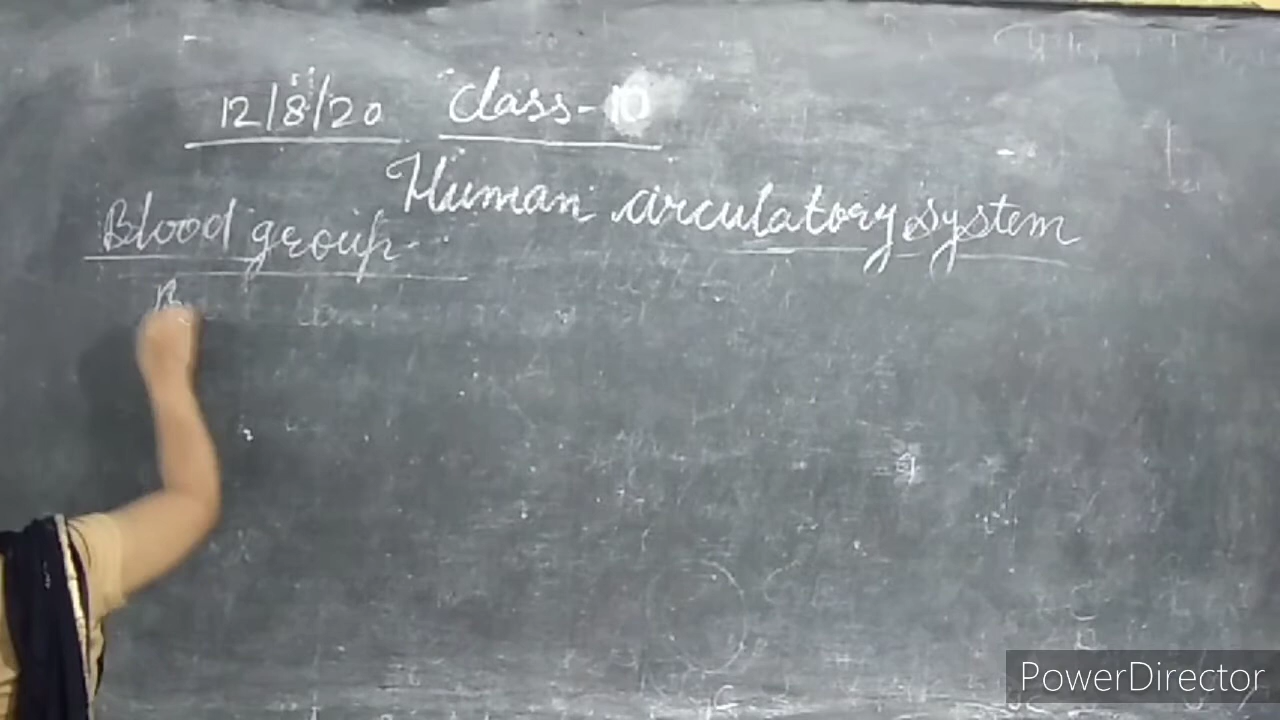 12/8/20 Class-10
Human circulatory system
Blood group-
PowerDirector